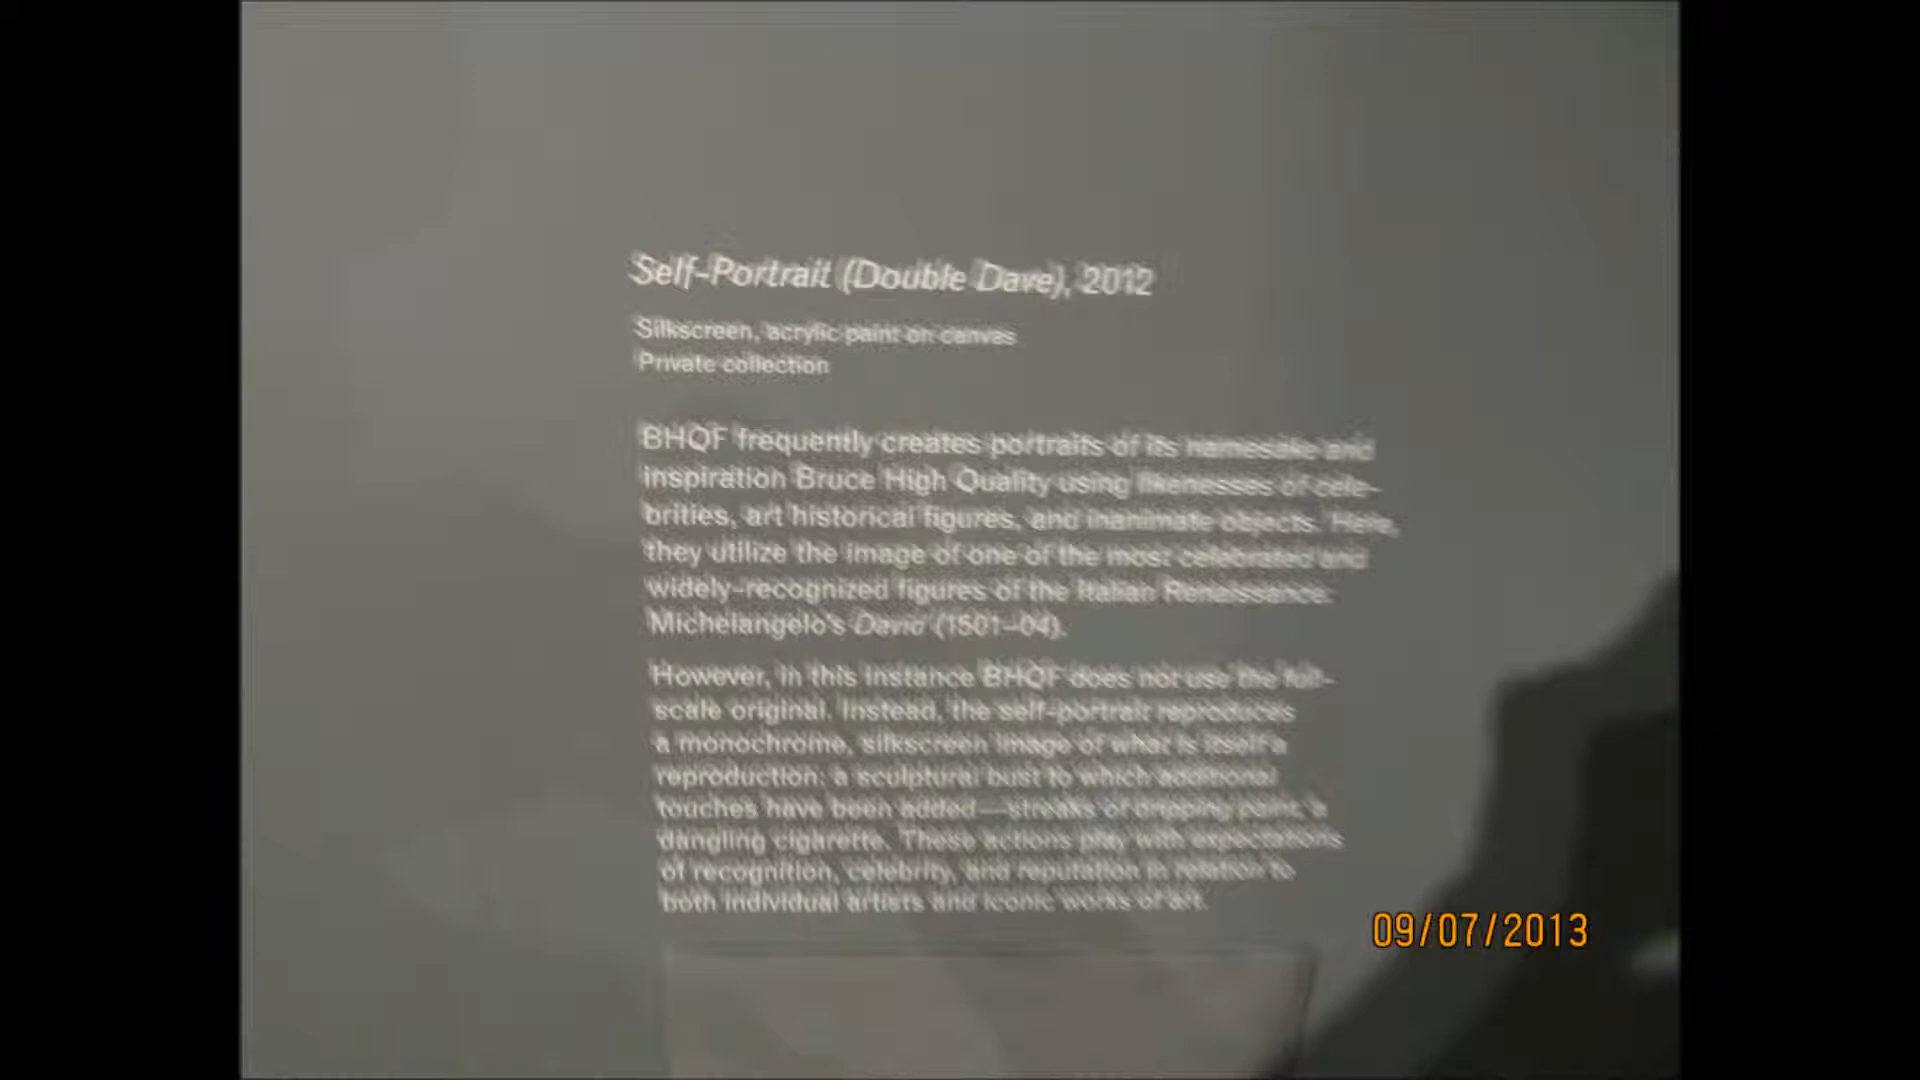 Self-Portrait (Double Dave), 2012
Silkscreen, acrylic paint on canvas
Private collection
BHQF frequently creates portraits of its namesake and
inspiration Bruce High Quality using likenesses of cele-
brities, art historical figures, and inanimate objects. Here,
they utilize the image of one of the most celebrated and
widely-recognized figures of the Italian Renaissance:
Michelangelo's David (1501–04).
However, in this instance BHQF does not use the full-
scale original. Instead, the self-portrait reproduces
a monochrome, silkscreen image of what is itself a
reproduction: a sculptural bust to which additional
touches have been added—streaks of dripping paint, a
dangling cigarette. These actions play with expectations
of recognition, celebrity, and reputation in relation to
both individual artists and iconic works of art.
09/07/2013